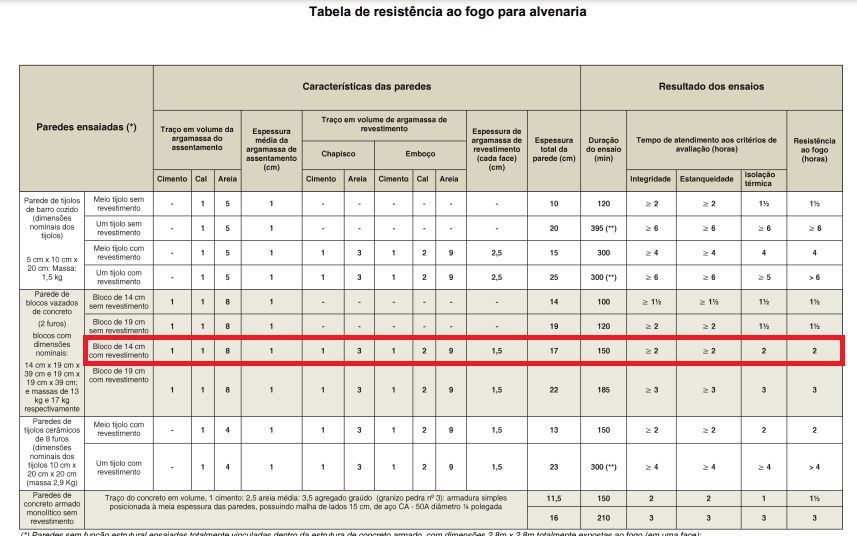 Tabela de resistência ao fogo para alvenaria
Paredes ensaiadas (*)
Características das paredes
Resultado dos ensaios
Traço em volume da
argamassa do
assentamento
Espessura
média da
argamassa de
assentamento
(cm)
Traço em volume de argamassa de
revestimento
Chapisco
Emboço
Espessura de
argamassa de
revestimento
(cada face) (cm)
Espessura
total da
parede (cm)
Duração
do ensaio
(min)
Tempo de atendimento aos critérios de
avaliação (horas)
Resistência
ao fogo
(horas)
Cimento Cal Areia Cimento Areia Cimento Cal Areia Integridade Estanqueidade Isolação
térmica
Parede de tijolos
de barro cozido
(dimensões
nominais dos
tijolos)
5 cm x 10 cm x
20 cm: Massa:
1,5 kg
Meio tijolo sem
revestimento
- 1 5 1 - - - - - - 10 120 ≥ 2 ≥ 2 1½ 1½
Um tijolo sem
revestimento
- 1 5 1 - - - - - - 20 395 (**) ≥ 6 ≥ 6 ≥ 6 ≥ 6
Meio tijolo com
revestimento
- 1 5 1 1 3 1 2 9 2,5 15 300 ≥ 4 ≥ 4 4 4
Um tijolo com
revestimento
- 1 5 1 1 3 1 2 9 2,5 25 300 (**) ≥ 6 ≥ 6 ≥ 5 > 6
Parede de
blocos vazados
de concreto
(2 furos)
blocos com
dimensões
nominais:
14 cm x 19 cm x
39 cm e 19 cm x
19 cm x 39 cm;
e massas de 13
kg e 17 kg
respectivamente
Bloco de 14 cm
sem revestimento
1 1 8 1 - - - - - - 14 100 ≥ 1½ ≥ 1½ 1½ 1½
Bloco de 19 cm
sem revestimento
1 1 8 1 - - - - - - 19 120 ≥ 2 ≥ 2 1½ 1½
Bloco de 14 cm
com revestimento
1 1 8 1 1 3 1 2 9 1,5 17 150 ≥ 2 ≥ 2 2 2
Bloco de 19 cm
com revestimento
1 1 8 1 1 3 1 2 9 1,5 22 185 ≥ 3 ≥ 3 3 3
Paredes de
tijolos cerâmicos
de 8 furos
(dimensões
nominais dos
tijolos 10 cm x
20 cm x 20 cm
(massa 2,9 Kg)
Meio tijolo com
revestimento
- 1 4 1 1 3 1 2 9 1,5 13 150 ≥ 2 ≥ 2 2 2
Um tijolo com
revestimento
- 1 4 1 1 3 1 2 9 1,5 23 300 (**) ≥ 4 ≥ 4 ≥ 4 > 4
Paredes de
concreto armado
monolítico sem
revestimento
Traço do concreto em volume, 1 cimento: 2,5 areia média: 3,5 agregado graúdo (granizo pedra nº 3): armadura simples
posicionada à meia espessura das paredes, possuindo malha de lados 15 cm, de aço CA - 50A diâmetro ¼ polegada
11,5 150 2 2 1 1½
16 210 3 3 3 3
(*) Paredes sem função estrutural ensaiadas totalmente vinculadas dentro da estrutura de concreto armado, com dimensões 2,8m x 2,8m totalmente expostas ao fogo (em uma face);